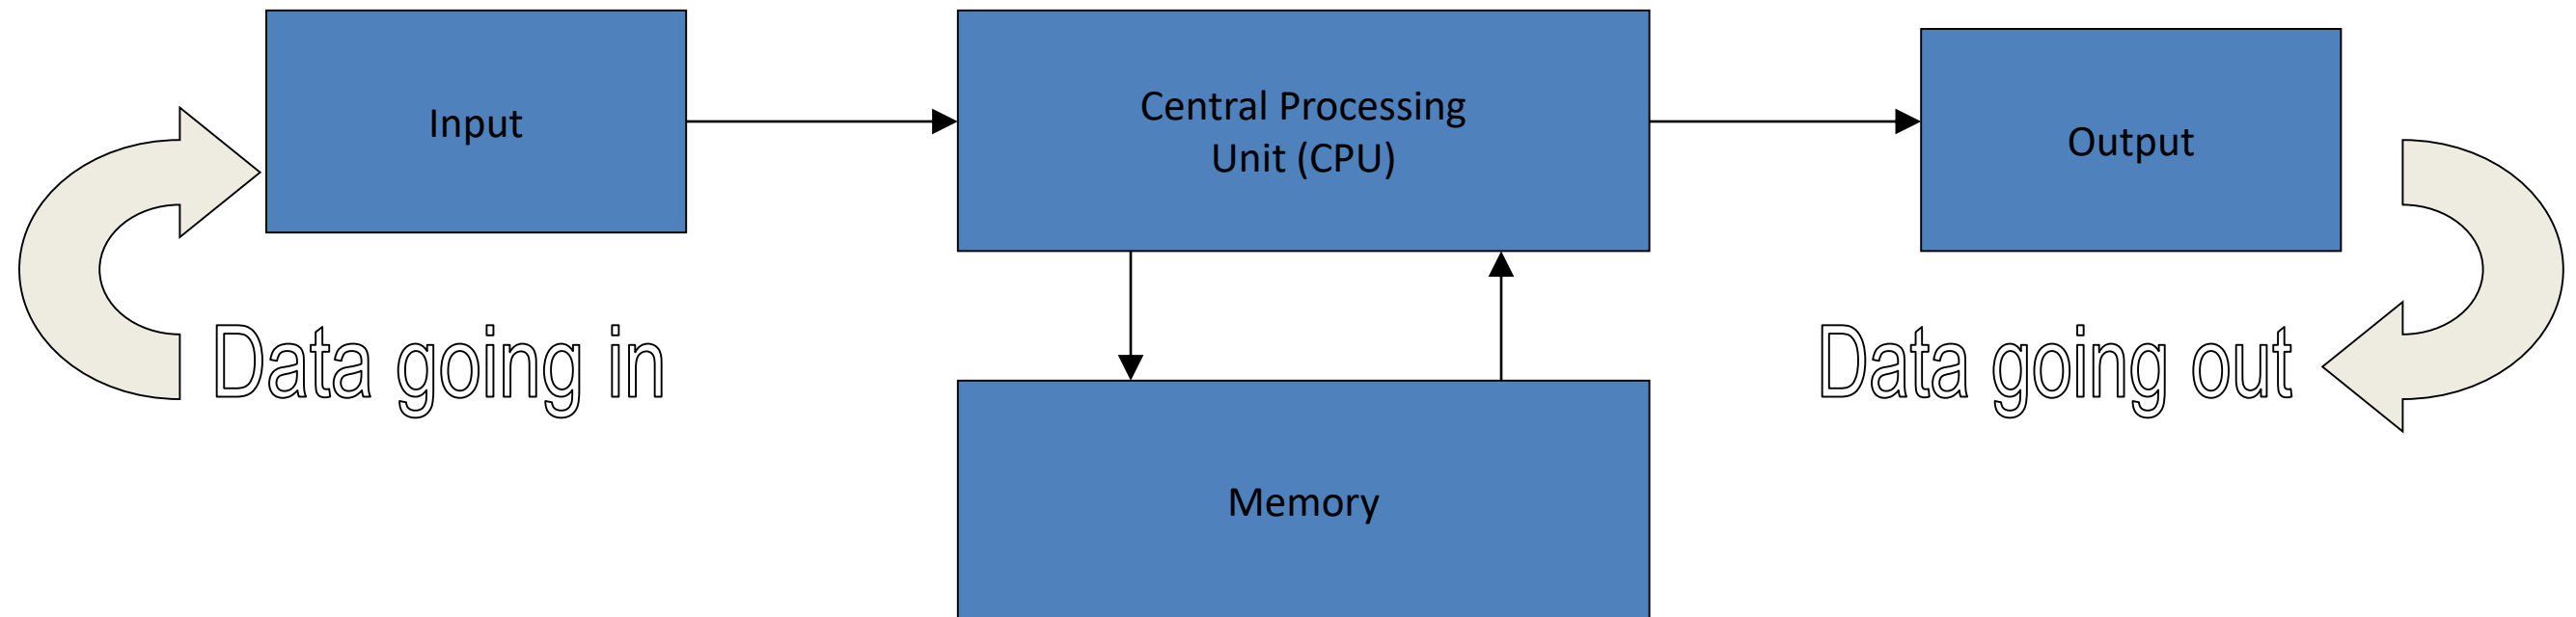 Input
Central Processing
Unit (CPU)
Output
Data going in
Data going out
Memory